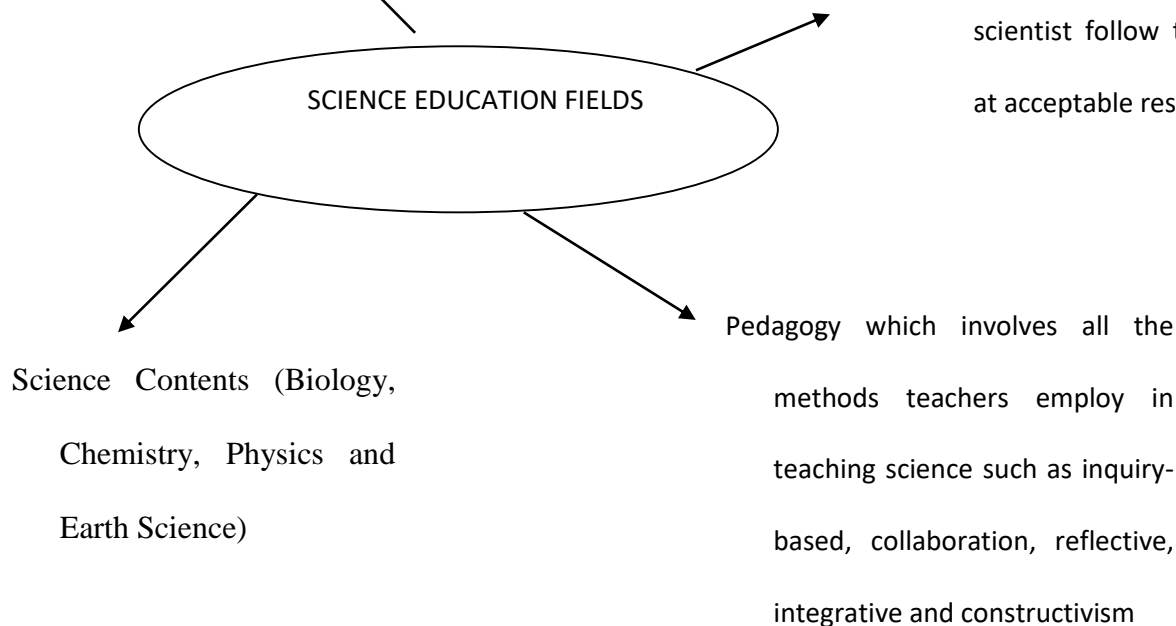 scientist follow
at acceptable
SCIENCE EDUCATION FIELDS
Science Contents (Biology,
Chemistry, Physics and
Earth Science)
Pedagogy which involves all the
methods teachers employ in
teaching science such as inquiry-
based, collaboration, reflective,
integrative and constructivism